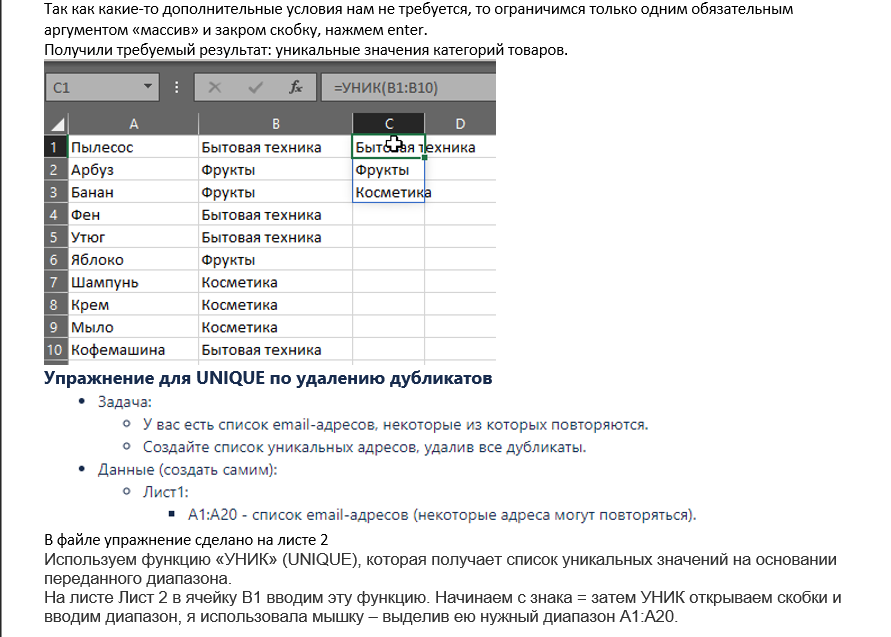 Так как какие-то дополнительные условия нам не требуется, то ограничимся только одним обязательным
аргументом «массив» и закром скобку, нажмем enter.
Получили требуемый результат: уникальные значения категорий товаров.
C1 fx =УНИК(B1:B10)
A B C D
1 Пылесос Бытовая техника Бытовая техника
2 Арбуз Фрукты Фрукты
3 Банан Фрукты Косметика
4 Фен Бытовая техника
5 Утюг Бытовая техника
6 Яблоко Фрукты
7 Шампунь Косметика
8 Крем Косметика
9 Мыло Косметика
10 Кофемашина Бытовая техника
Упражнение для UNIQUE по удалению дубликатов
• Задача:
o У вас есть список email-адресов, некоторые из которых повторяются.
o Создайте список уникальных адресов, удалив все дубликаты.
• Данные (создать самим):
o Лист1:
▪ A1:A20 - список email-адресов (некоторые адреса могут повторяться).
В файле упражнение сделано на листе 2
Используем функцию «УНИК» (UNIQUE), которая получает список уникальных значений на основании
переданного диапазона.
На листе Лист 2 в ячейку B1 вводим эту функцию. Начинаем с знака = затем УНИК открываем скобки и
вводим диапазон, я использовала мышку – выделив ею нужный диапазон A1:A20.